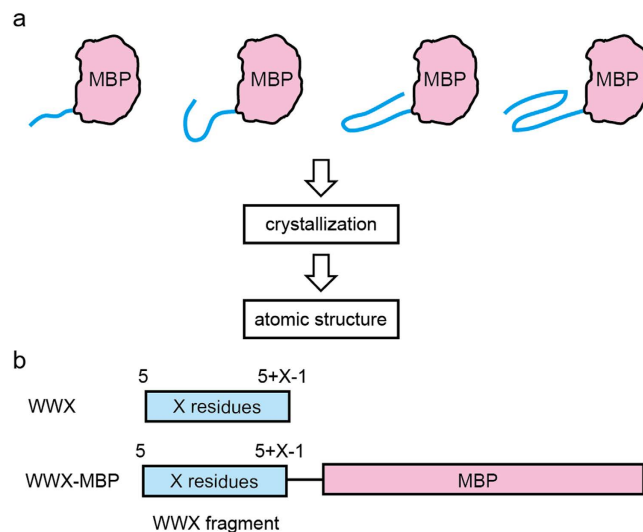 a
MBP MBP MBP MBP
crystallization
atomic structure
b
5 5+X-1
WWX X residues
5 5+X-1
WWX-MBP X residues MBP
WWX fragment